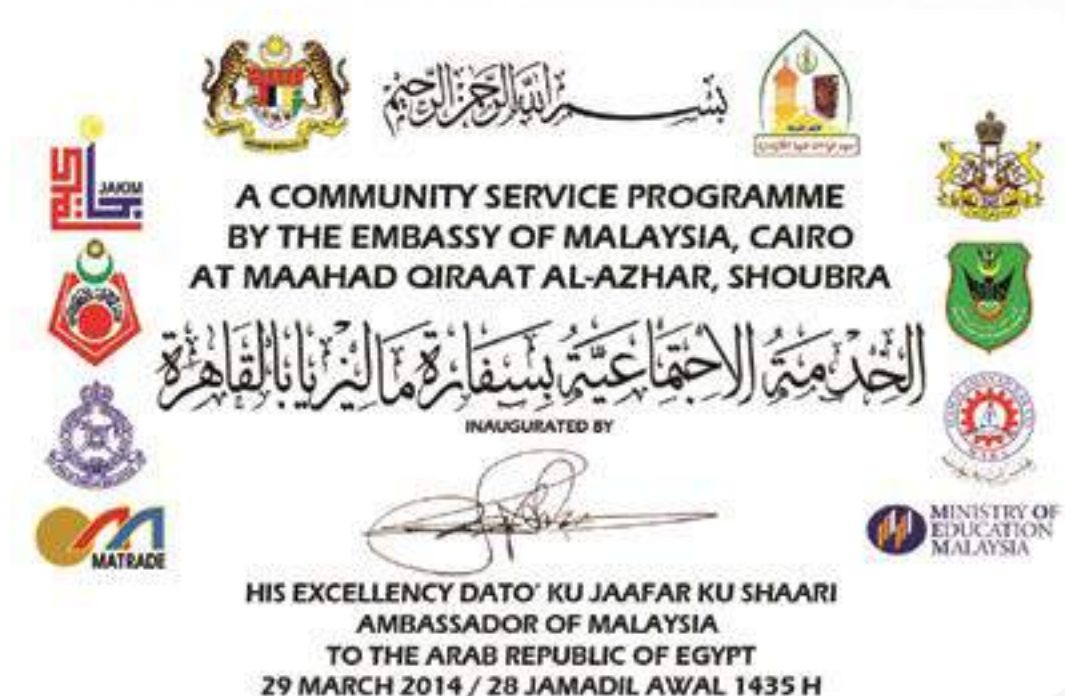 بسم الله الرحمن الرحيم
JAKIM
A COMMUNITY SERVICE PROGRAMME
BY THE EMBASSY OF MALAYSIA, CAIRO
AT MAAHAD QIRAAT AL-AZHAR, SHOUBRA
الخدمة الاجتماعية بسفارة ماليزيا بالقاهرة
INAUGURATED BY
MATRADE
MINISTRY OF
EDUCATION
MALAYSIA
HIS EXCELLENCY DATO' KU JAAFAR KU SHAARI
AMBASSADOR OF MALAYSIA
TO THE ARAB REPUBLIC OF EGYPT
29 MARCH 2014 / 28 JAMADIL AWAL 1435 H